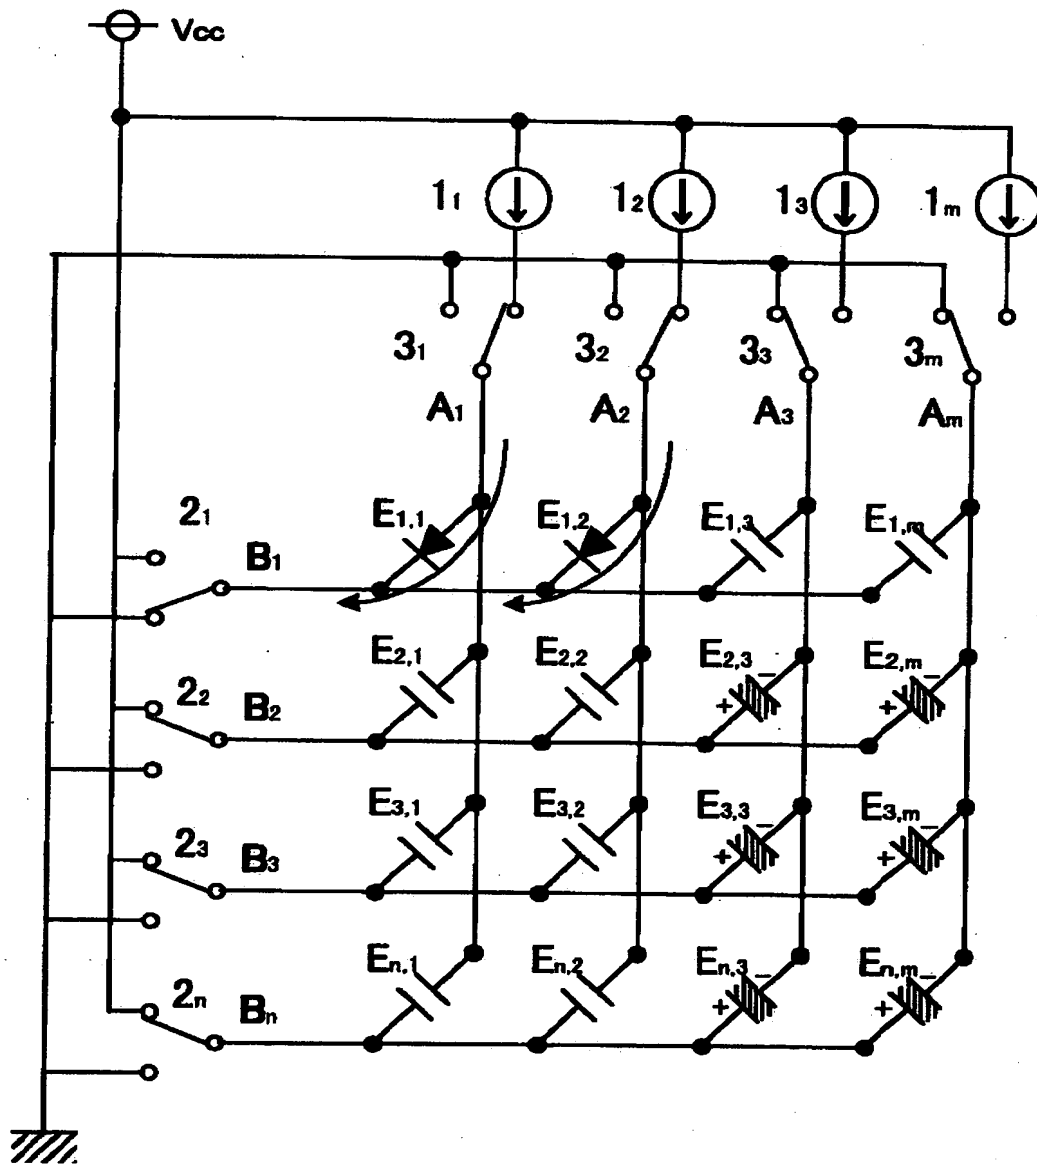 Vcc
1₁ 1₂ 1₃ 1ₘ
3₁ 3₂ 3₃ 3ₘ
A₁ A₂ A₃ Aₘ
2₁ B₁ E1,1 E1,2 E1,3 E1,m
2₂ B₂ E2,1 E2,2 E2,3 E2,m
+ − + −
2₃ B₃ E3,1 E3,2 E3,3 E3,m
+ − + −
2ₙ Bₙ En,1 En,2 En,3 En,m
+ − + −